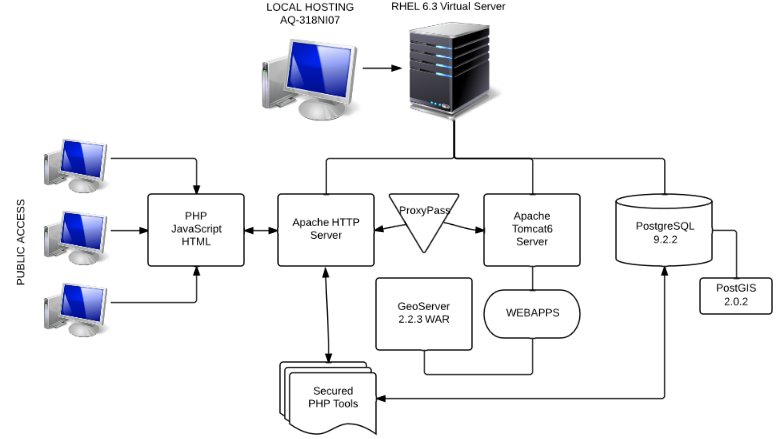 LOCAL HOSTING
AQ-318NI07
RHEL 6.3 Virtual Server
PUBLIC ACCESS
PHP
JavaScript
HTML
Apache HTTP
Server
ProxyPass
Apache
Tomcat6
Server
PostgreSQL
9.2.2
PostGIS
2.0.2
GeoServer
2.2.3 WAR
WEBAPPS
Secured
PHP Tools